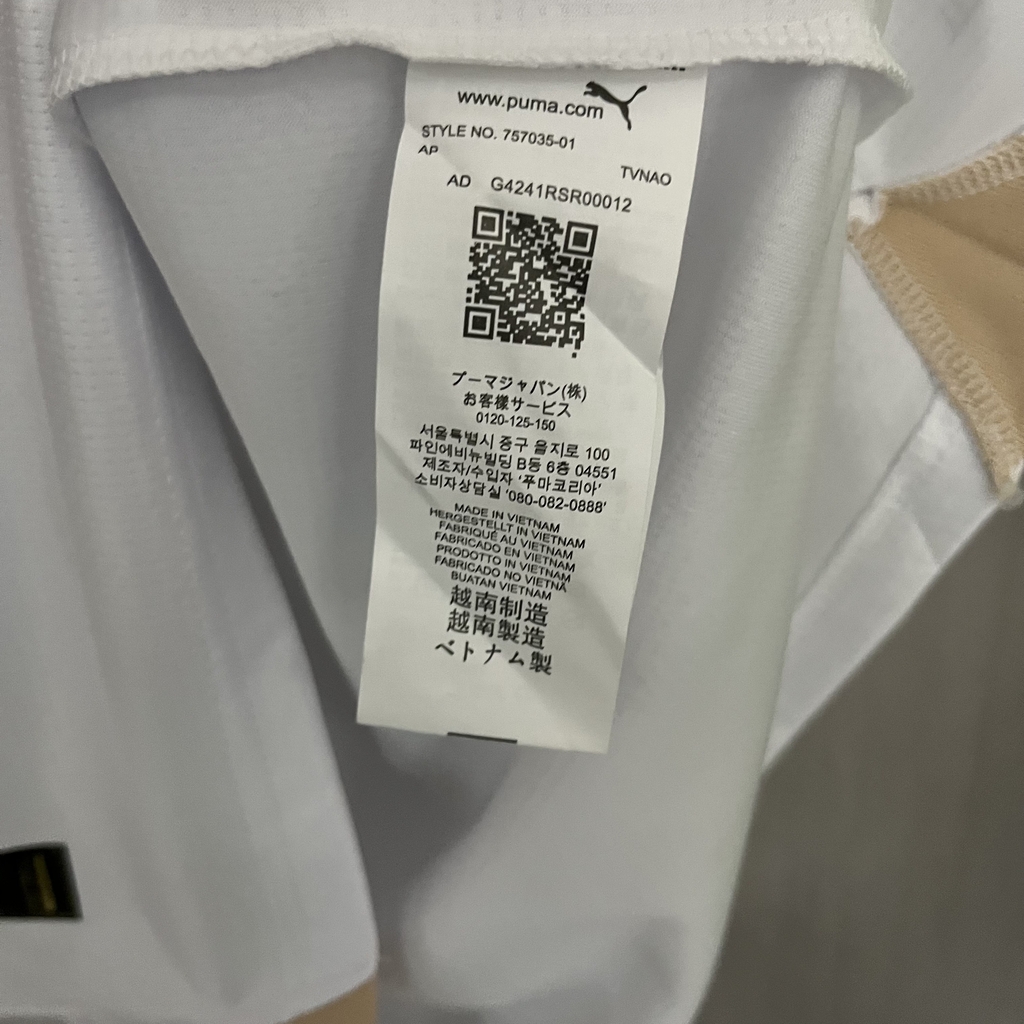 www.puma.com
STYLE NO. 757035-01
AP
TVNAO
AD G4241RSR00012
プーマジャパン(株)
お客様サービス
0120-125-150
서울특별시 중구 을지로 100
파인에비뉴빌딩 B동 6층 04551
제조자/수입자 '푸마코리아'
소비자상담실 '080-082-0888'
MADE IN VIETNAM
HERGESTELLT IN VIETNAM
FABRIQUÉ AU VIETNAM
FABRICADO EN VIETNAM
PRODOTTO IN VIETNAM
FABRICADO NO VIETNÃ
BUATAN VIETNAM
越南制造
越南製造
ベトナム製